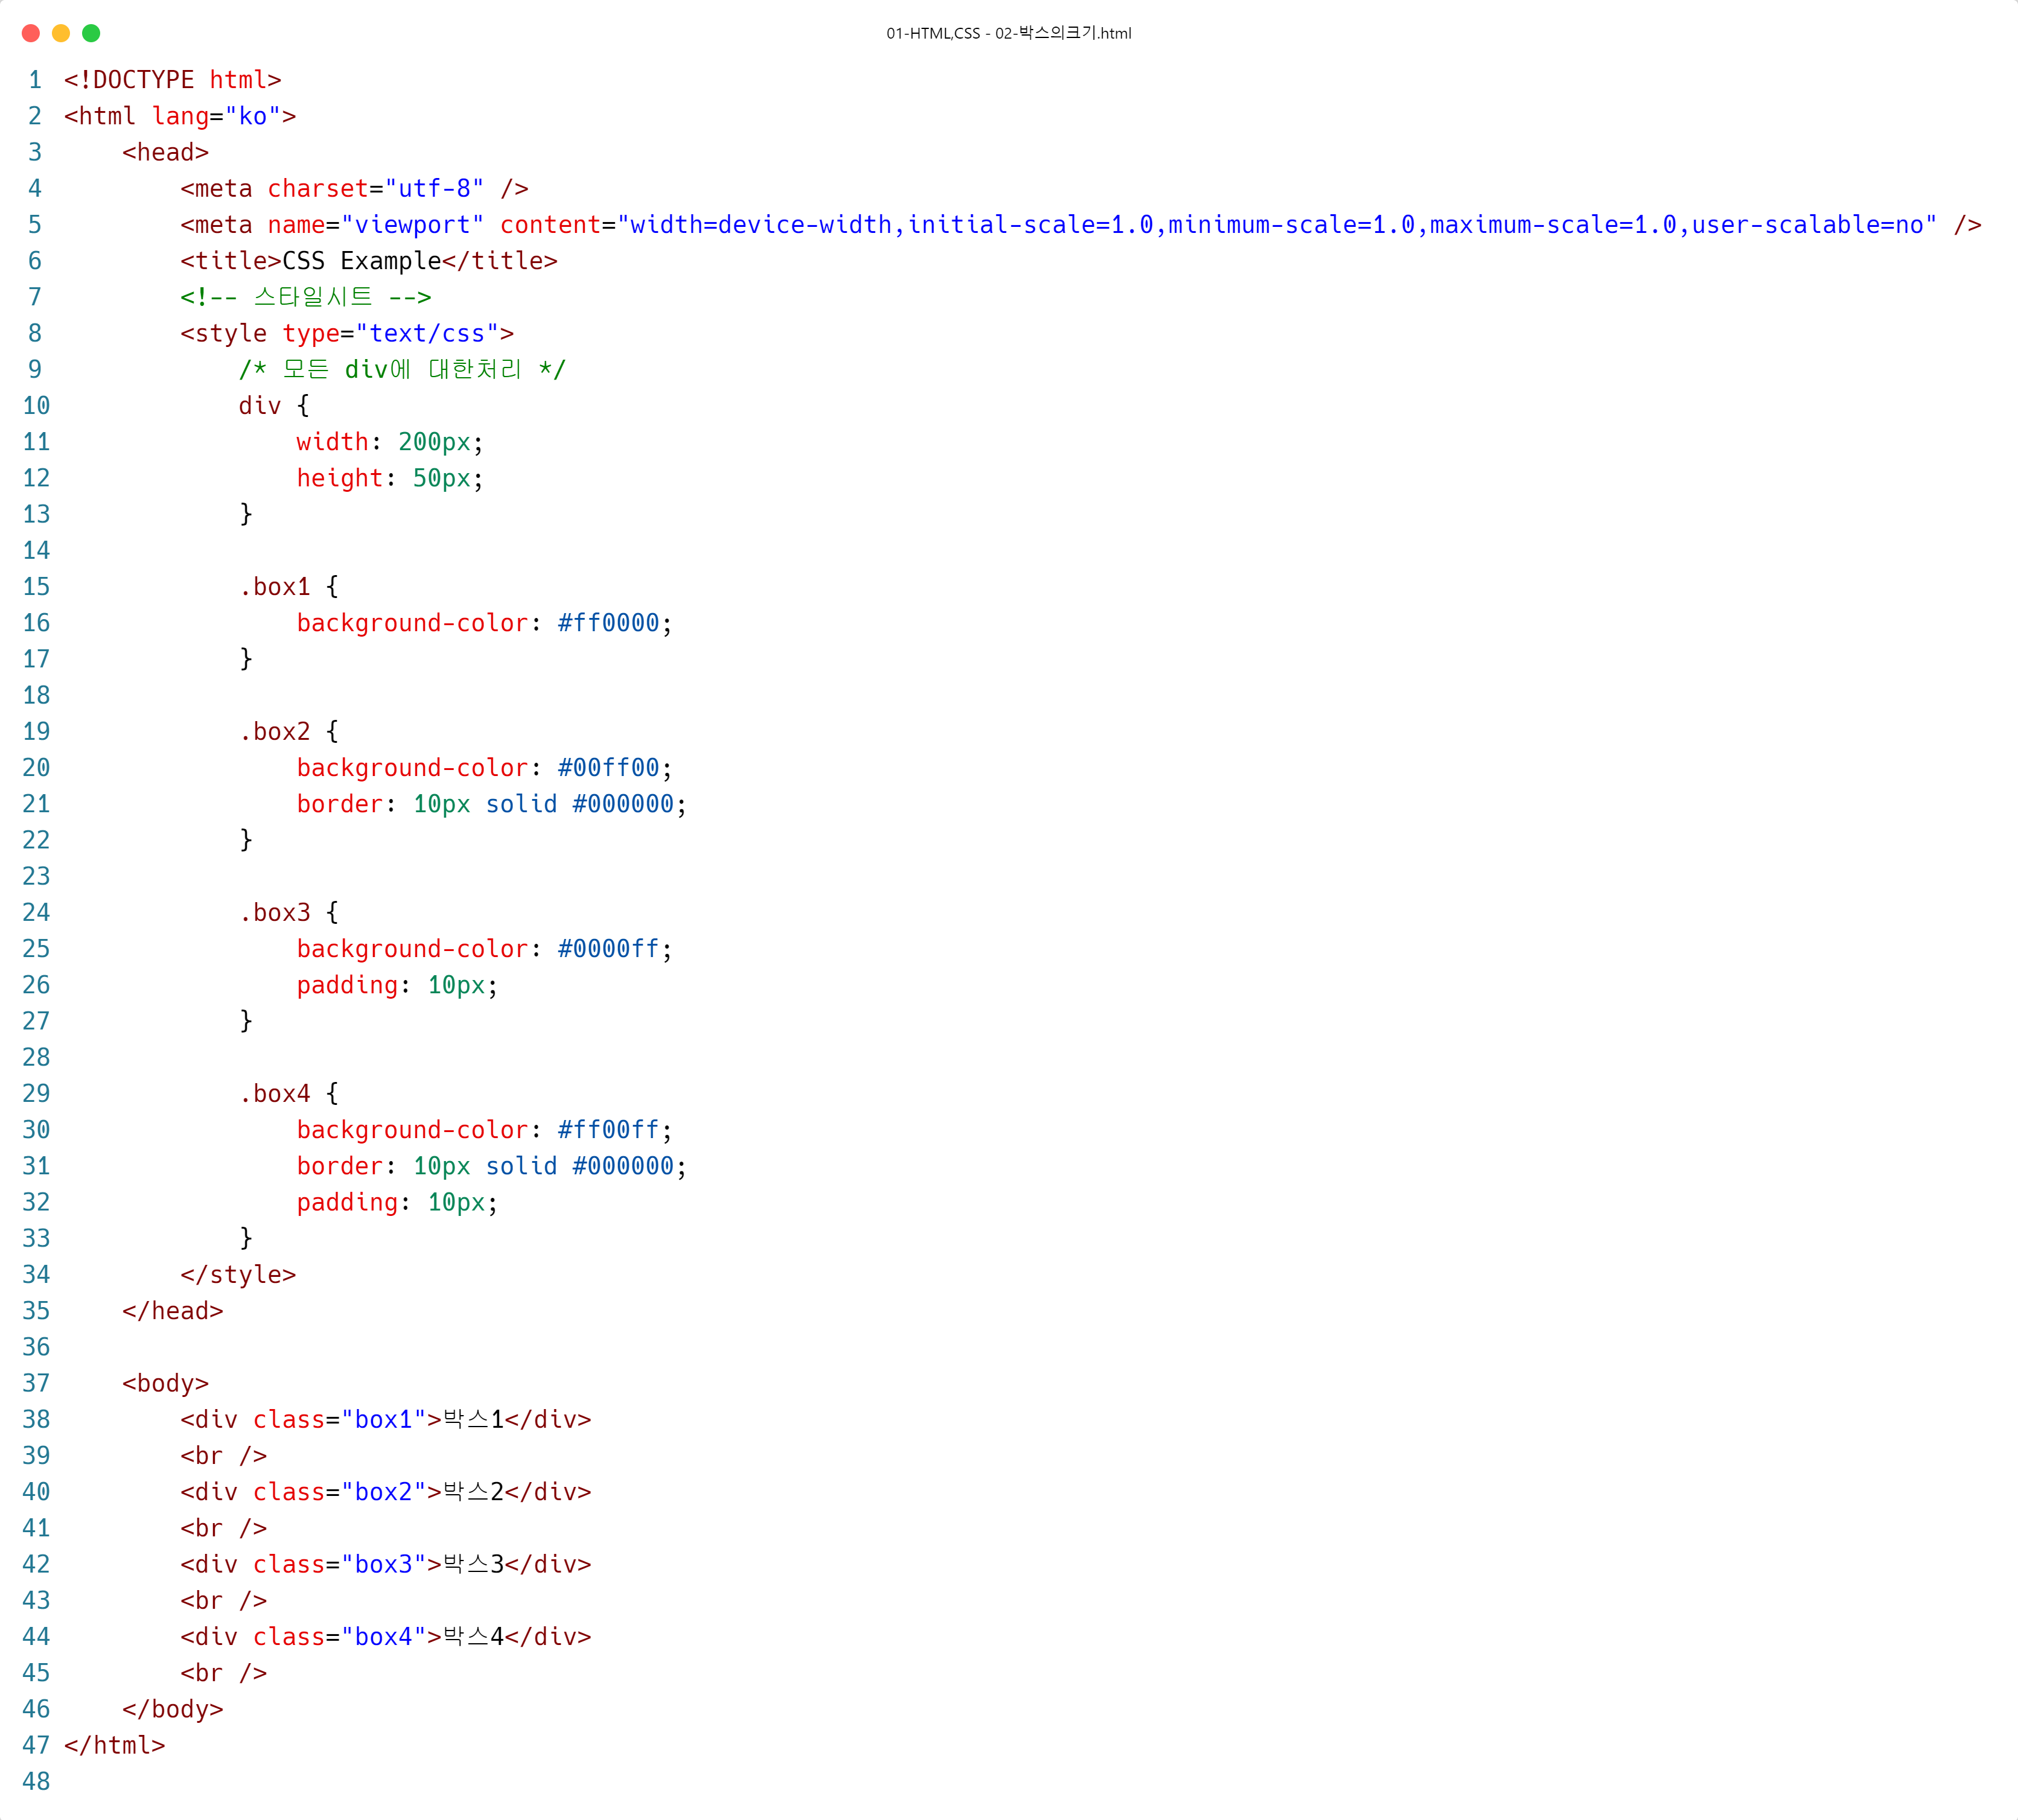 01-HTML,CSS - 02-박스의크기.html
1 <!DOCTYPE html>
2 <html lang="ko">
3     <head>
4         <meta charset="utf-8" />
5         <meta name="viewport" content="width=device-width,initial-scale=1.0,minimum-scale=1.0,maximum-scale=1.0,user-scalable=no" />
6         <title>CSS Example</title>
7         <!-- 스타일시트 -->
8         <style type="text/css">
9             /* 모든 div에 대한처리 */
10             div {
11                 width: 200px;
12                 height: 50px;
13             }
14
15             .box1 {
16                 background-color: #ff0000;
17             }
18
19             .box2 {
20                 background-color: #00ff00;
21                 border: 10px solid #000000;
22             }
23
24             .box3 {
25                 background-color: #0000ff;
26                 padding: 10px;
27             }
28
29             .box4 {
30                 background-color: #ff00ff;
31                 border: 10px solid #000000;
32                 padding: 10px;
33             }
34         </style>
35     </head>
36
37     <body>
38         <div class="box1">박스1</div>
39         <br />
40         <div class="box2">박스2</div>
41         <br />
42         <div class="box3">박스3</div>
43         <br />
44         <div class="box4">박스4</div>
45         <br />
46     </body>
47 </html>
48